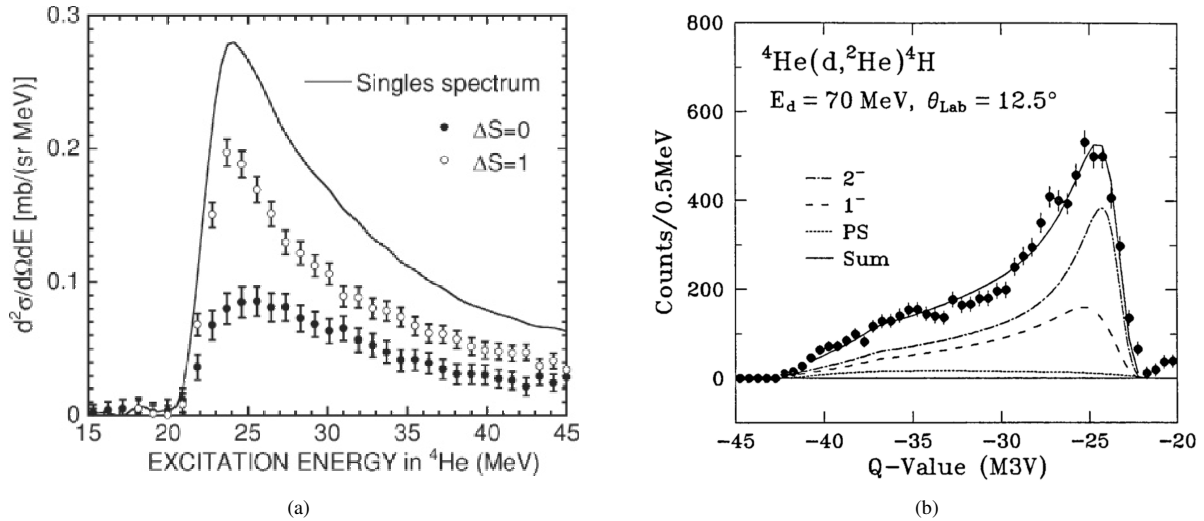 0.3
0.2
0.1
0
d²σ/dΩdE [mb/(sr MeV)]
Singles spectrum
ΔS=0
ΔS=1
15 20 25 30 35 40 45
EXCITATION ENERGY in ⁴He (MeV)
(a)
800
600
400
200
0
Counts/0.5MeV
⁴He(d,²He)⁴H
E_d = 70 MeV, θ_Lab = 12.5°
2⁻
1⁻
PS
Sum
-45 -40 -35 -30 -25 -20
Q-Value (M3V)
(b)